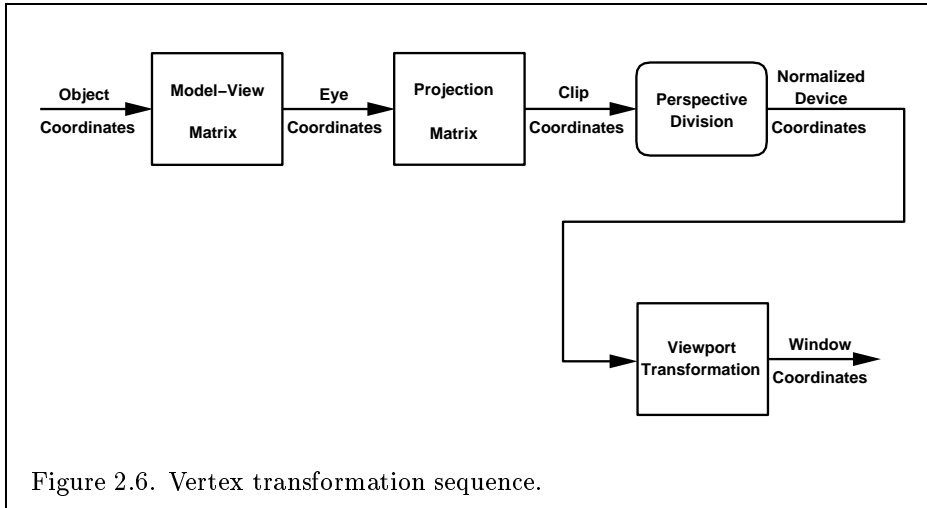 Object
Coordinates
Model–View
Matrix
Eye
Coordinates
Projection
Matrix
Clip
Coordinates
Perspective
Division
Normalized
Device
Coordinates
Viewport
Transformation
Window
Coordinates
Figure 2.6. Vertex transformation sequence.